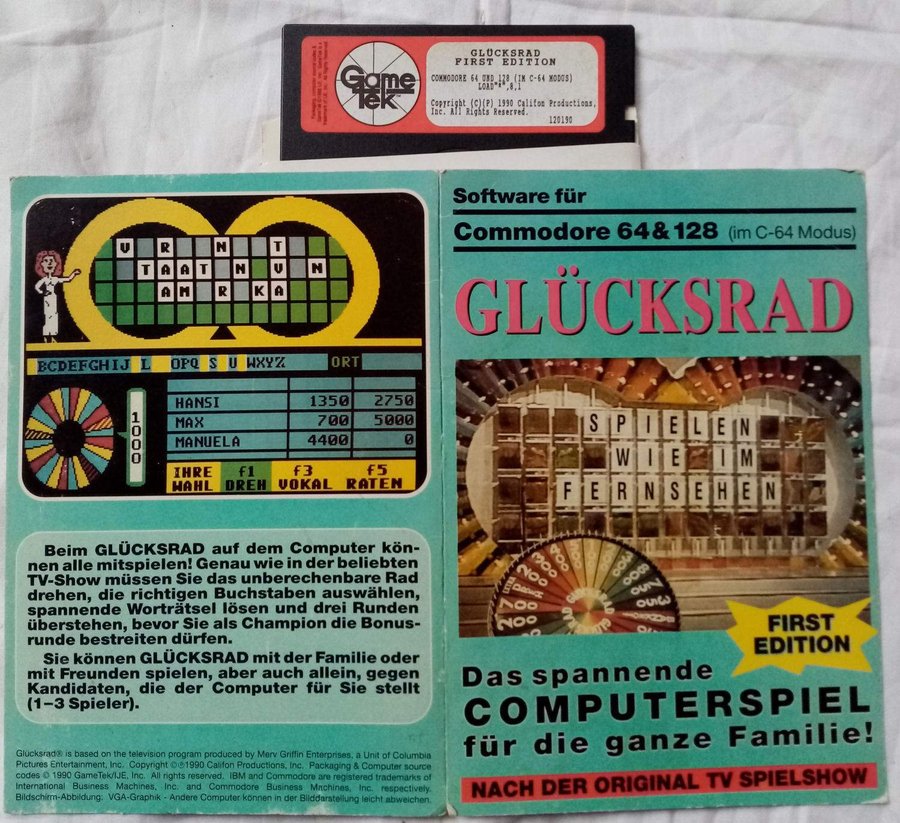 Packaging, computer source codes ©
GameTek
GLÜCKSRAD
FIRST EDITION
COMMODORE 64 UND 128 (IM C-64 MODUS)
LOAD"*",8,1
Copyright (C)(P) 1990 Califon Productions,
Inc. All Rights Reserved.
120190
V R N T
TAATN V N
AM R KA
BCDEFGHIJ L OPQ S U WXYZ ORT
1000
HANSI 1350 2750
MAX 700 5000
MANUELA 4400 0
IHRE WAHL f1 DREH f3 VOKAL f5 RATEN
Beim GLÜCKSRAD auf dem Computer kön-
nen alle mitspielen! Genau wie in der beliebten
TV-Show müssen Sie das unberechenbare Rad
drehen, die richtigen Buchstaben auswählen,
spannende Worträtsel lösen und drei Runden
überstehen, bevor Sie als Champion die Bonus-
runde bestreiten dürfen.
Sie können GLÜCKSRAD mit der Familie oder
mit Freunden spielen, aber auch allein, gegen
Kandidaten, die der Computer für Sie stellt
(1–3 Spieler).
Glücksrad® is based on the television program produced by Merv Griffin Enterprises, a Unit of Columbia
Pictures Entertainment, Inc. Copyright ©℗1990 Califon Productions, Inc. Packaging & Computer source
codes © 1990 GameTek/IJE, Inc. All rights reserved. IBM and Commodore are registered trademarks of
International Business Machines, Inc. and Commodore Business Machines, Inc. respectively.
Bildschirm-Abbildung: VGA-Graphik - Andere Computer können in der Bilddarstellung leicht abweichen.
Software für
Commodore 64 & 128 (im C-64 Modus)
GLÜCKSRAD
SPIELEN
WIE IM
FERNSEHEN
FIRST
EDITION
Das spannende
COMPUTERSPIEL
für die ganze Familie!
NACH DER ORIGINAL TV SPIELSHOW